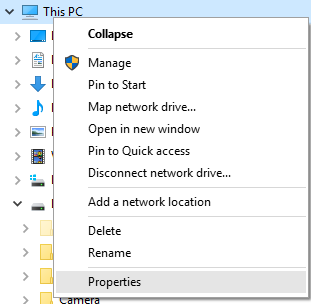 This PC
Collapse
Manage
Pin to Start
Map network drive...
Open in new window
Pin to Quick access
Disconnect network drive...
Add a network location
Delete
Rename
Properties
Camera